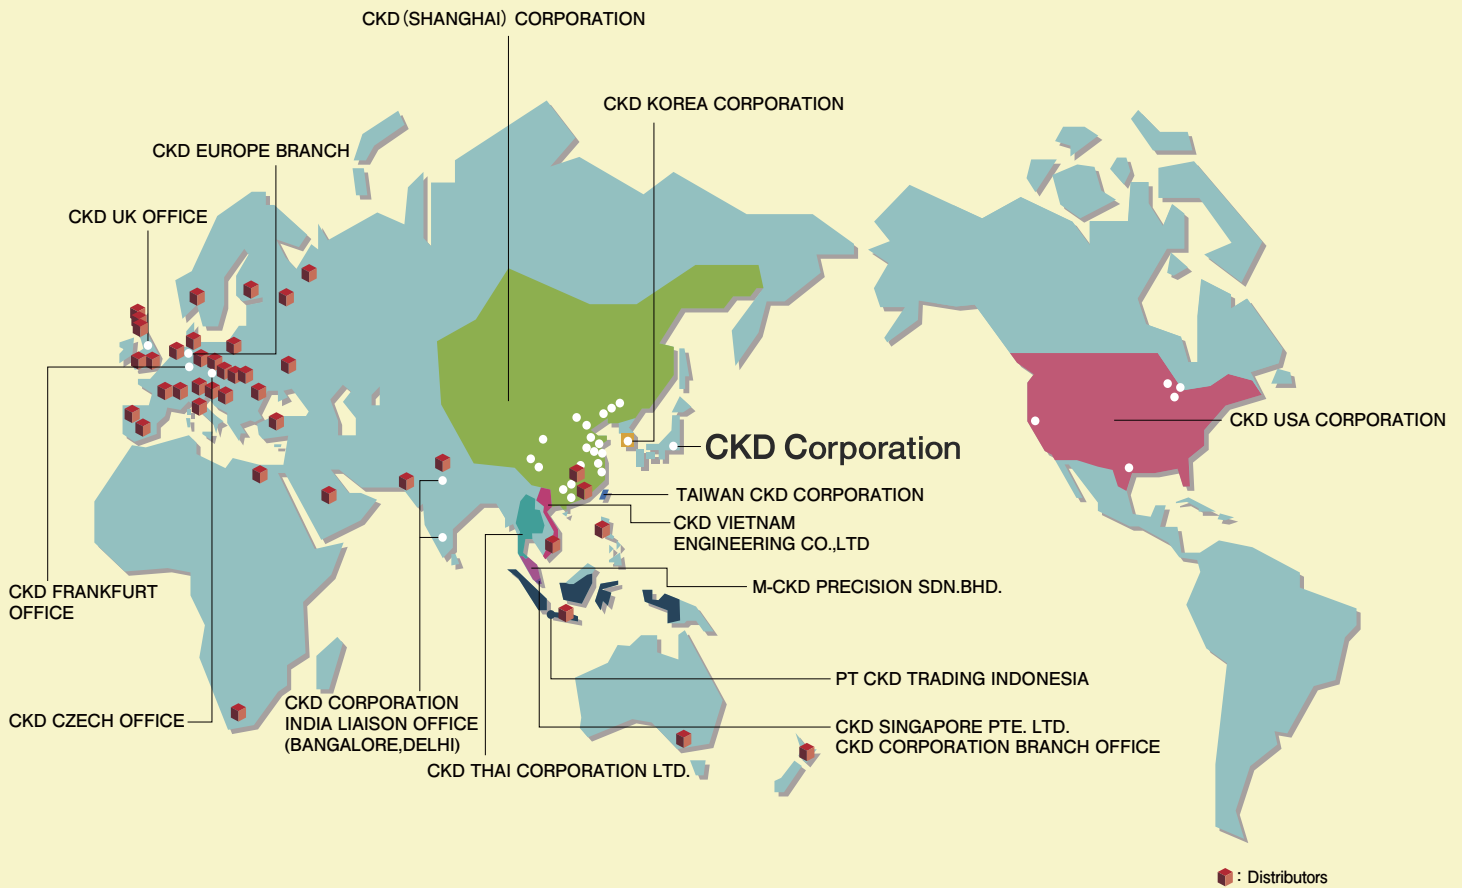 CKD (SHANGHAI) CORPORATION
CKD KOREA CORPORATION
CKD EUROPE BRANCH
CKD UK OFFICE
CKD USA CORPORATION
CKD Corporation
TAIWAN CKD CORPORATION
CKD VIETNAM
ENGINEERING CO.,LTD
M-CKD PRECISION SDN.BHD.
CKD FRANKFURT
OFFICE
PT CKD TRADING INDONESIA
CKD CZECH OFFICE
CKD CORPORATION
INDIA LIAISON OFFICE
(BANGALORE,DELHI)
CKD SINGAPORE PTE. LTD.
CKD CORPORATION BRANCH OFFICE
CKD THAI CORPORATION LTD.
: Distributors